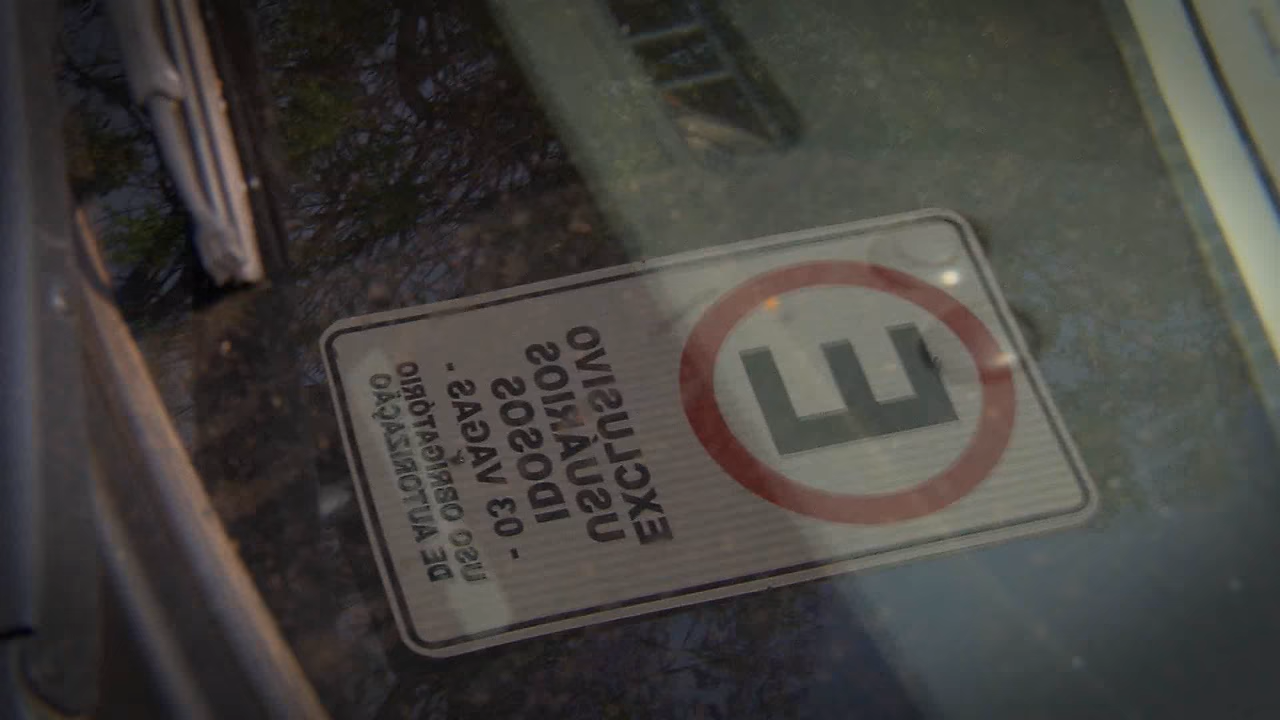 E
EXCLUSIVO
USUÁRIOS
IDOSOS
- 03 VAGAS -
USO OBRIGATÓRIO
DE AUTORIZAÇÃO